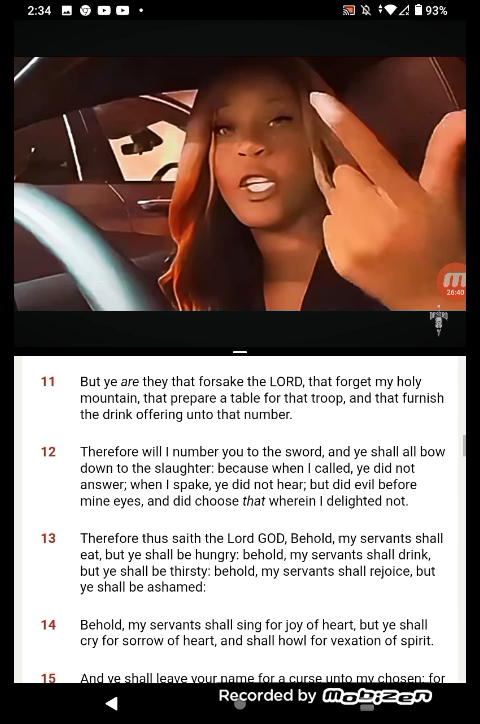 2:34
93%
26:40
11 But ye are they that forsake the LORD, that forget my holy
mountain, that prepare a table for that troop, and that furnish
the drink offering unto that number.
12 Therefore will I number you to the sword, and ye shall all bow
down to the slaughter: because when I called, ye did not
answer; when I spake, ye did not hear; but did evil before
mine eyes, and did choose that wherein I delighted not.
13 Therefore thus saith the Lord GOD, Behold, my servants shall
eat, but ye shall be hungry: behold, my servants shall drink,
but ye shall be thirsty: behold, my servants shall rejoice, but
ye shall be ashamed:
14 Behold, my servants shall sing for joy of heart, but ye shall
cry for sorrow of heart, and shall howl for vexation of spirit.
15 And ye shall leave your name for a curse unto my chosen: for
Recorded by Mobizen